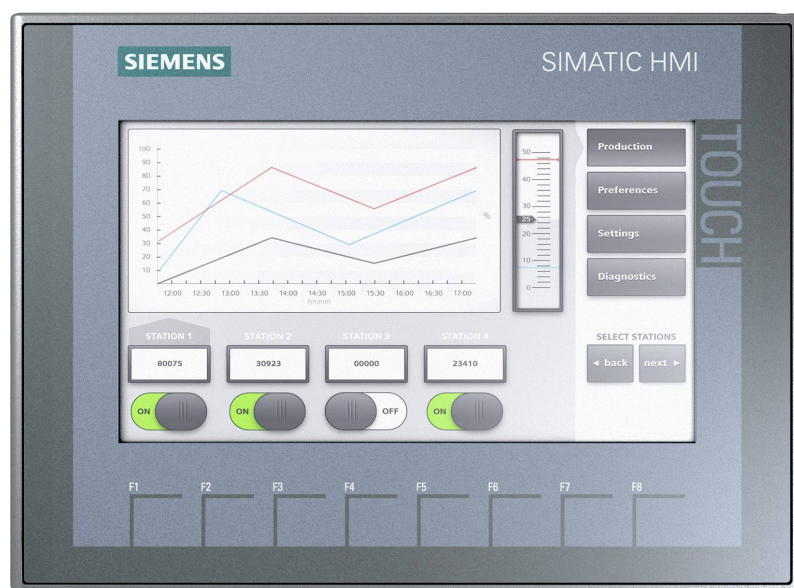 SIEMENS
SIMATIC HMI
TOUCH
100
90
80
70
60
50
40
30
20
10
%
12:00 12:30 13:00 13:30 14:00 14:30 15:00 15:30 16:00 16:30 17:00
hh:mm
50
40
30
25
20
10
0
Production
Preferences
Settings
Diagnostics
STATION 1 STATION 2 STATION 3 STATION 4
80075 30923 00000 23410
ON ON OFF ON
SELECT STATIONS
◄ back next ►
F1 F2 F3 F4 F5 F6 F7 F8